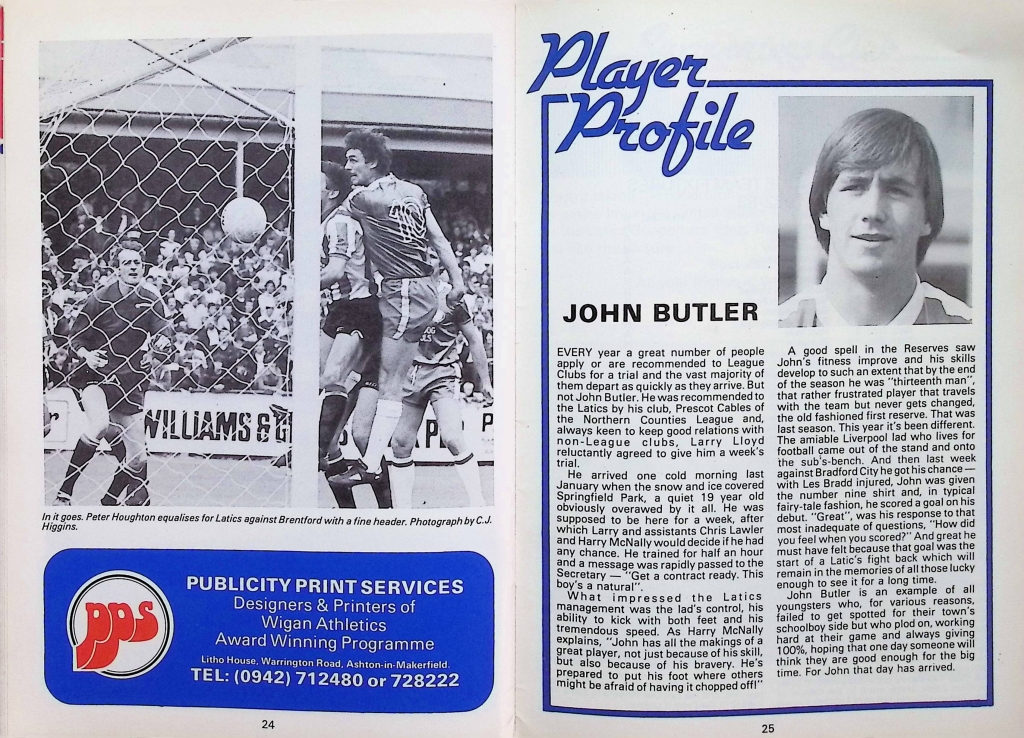 10
WILLIAMS & G
In it goes. Peter Houghton equalises for Latics against Brentford with a fine header. Photograph by C.J.
Higgins.
pps
PUBLICITY PRINT SERVICES
Designers & Printers of
Wigan Athletics
Award Winning Programme
Litho House, Warrington Road, Ashton-in-Makerfield.
TEL: (0942) 712480 or 728222
24
Player
Profile
JOHN BUTLER
EVERY year a great number of people
apply or are recommended to League
Clubs for a trial and the vast majority of
them depart as quickly as they arrive. But
not John Butler. He was recommended to
the Latics by his club, Prescot Cables of
the Northern Counties League and,
always keen to keep good relations with
non-League clubs, Larry Lloyd
reluctantly agreed to give him a week's
trial.
He arrived one cold morning last
January when the snow and ice covered
Springfield Park, a quiet 19 year old
obviously overawed by it all. He was
supposed to be here for a week, after
which Larry and assistants Chris Lawler
and Harry McNally would decide if he had
any chance. He trained for half an hour
and a message was rapidly passed to the
Secretary — "Get a contract ready. This
boy's a natural".
What impressed the Latics
management was the lad's control, his
ability to kick with both feet and his
tremendous speed. As Harry McNally
explains, "John has all the makings of a
great player, not just because of his skill,
but also because of his bravery. He's
prepared to put his foot where others
might be afraid of having it chopped off!"
A good spell in the Reserves saw
John's fitness improve and his skills
develop to such an extent that by the end
of the season he was "thirteenth man",
that rather frustrated player that travels
with the team but never gets changed,
the old fashioned first reserve. That was
last season. This year it's been different.
The amiable Liverpool lad who lives for
football came out of the stand and onto
the sub's-bench. And then last week
against Bradford City he got his chance —
with Les Bradd injured, John was given
the number nine shirt and, in typical
fairy-tale fashion, he scored a goal on his
debut. "Great", was his response to that
most inadequate of questions, "How did
you feel when you scored?" And great he
must have felt because that goal was the
start of a Latic's fight back which will
remain in the memories of all those lucky
enough to see it for a long time.
John Butler is an example of all
youngsters who, for various reasons,
failed to get spotted for their town's
schoolboy side but who plod on, working
hard at their game and always giving
100%, hoping that one day someone will
think they are good enough for the big
time. For John that day has arrived.
25